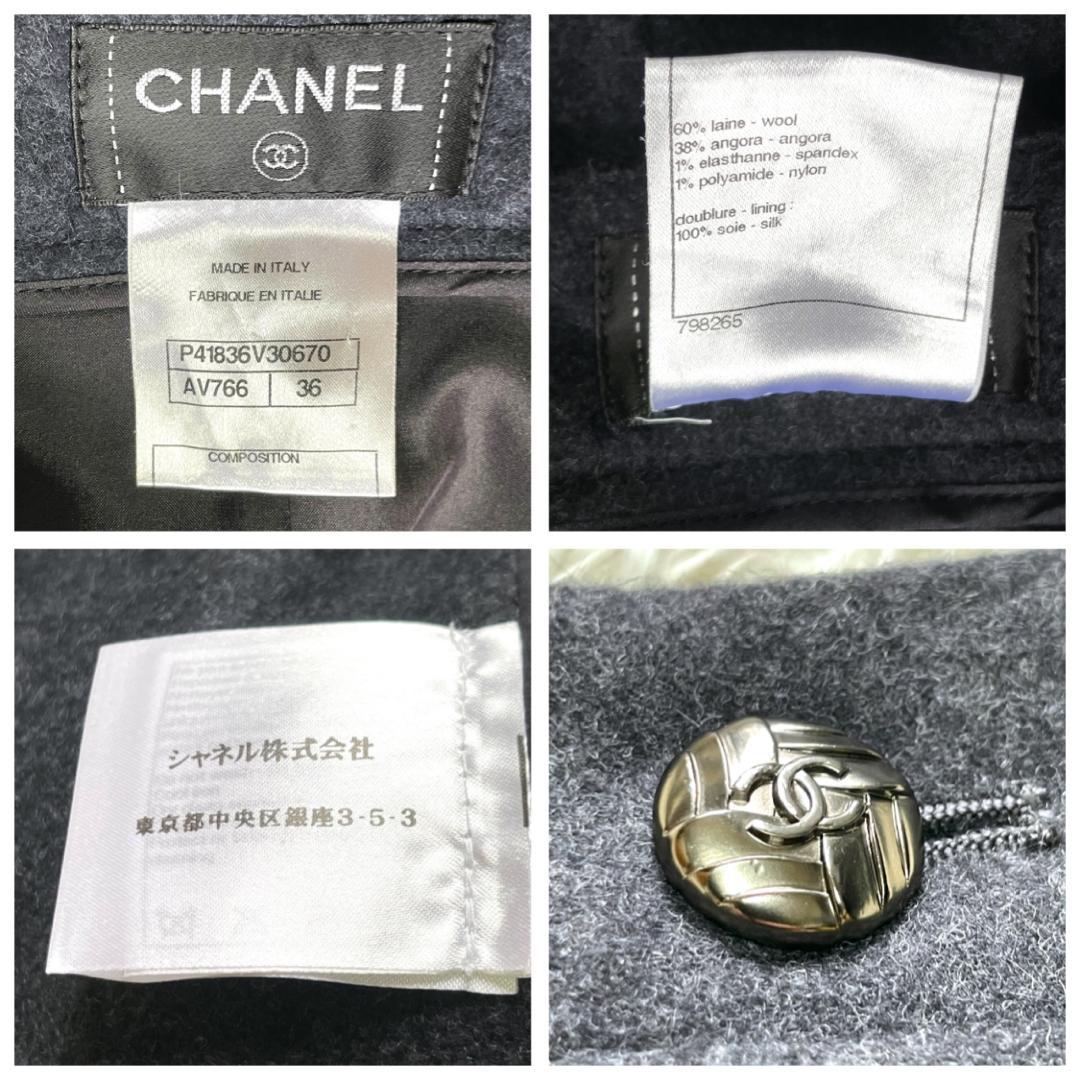 CHANEL
MADE IN ITALY
FABRIQUE EN ITALIE
P41836V30670
AV766 36
COMPOSITION
60% laine - wool
38% angora - angora
1% elasthanne - spandex
1% polyamide - nylon
doublure - lining :
100% soie - silk
798265
シャネル株式会社
東京都中央区銀座3-5-3